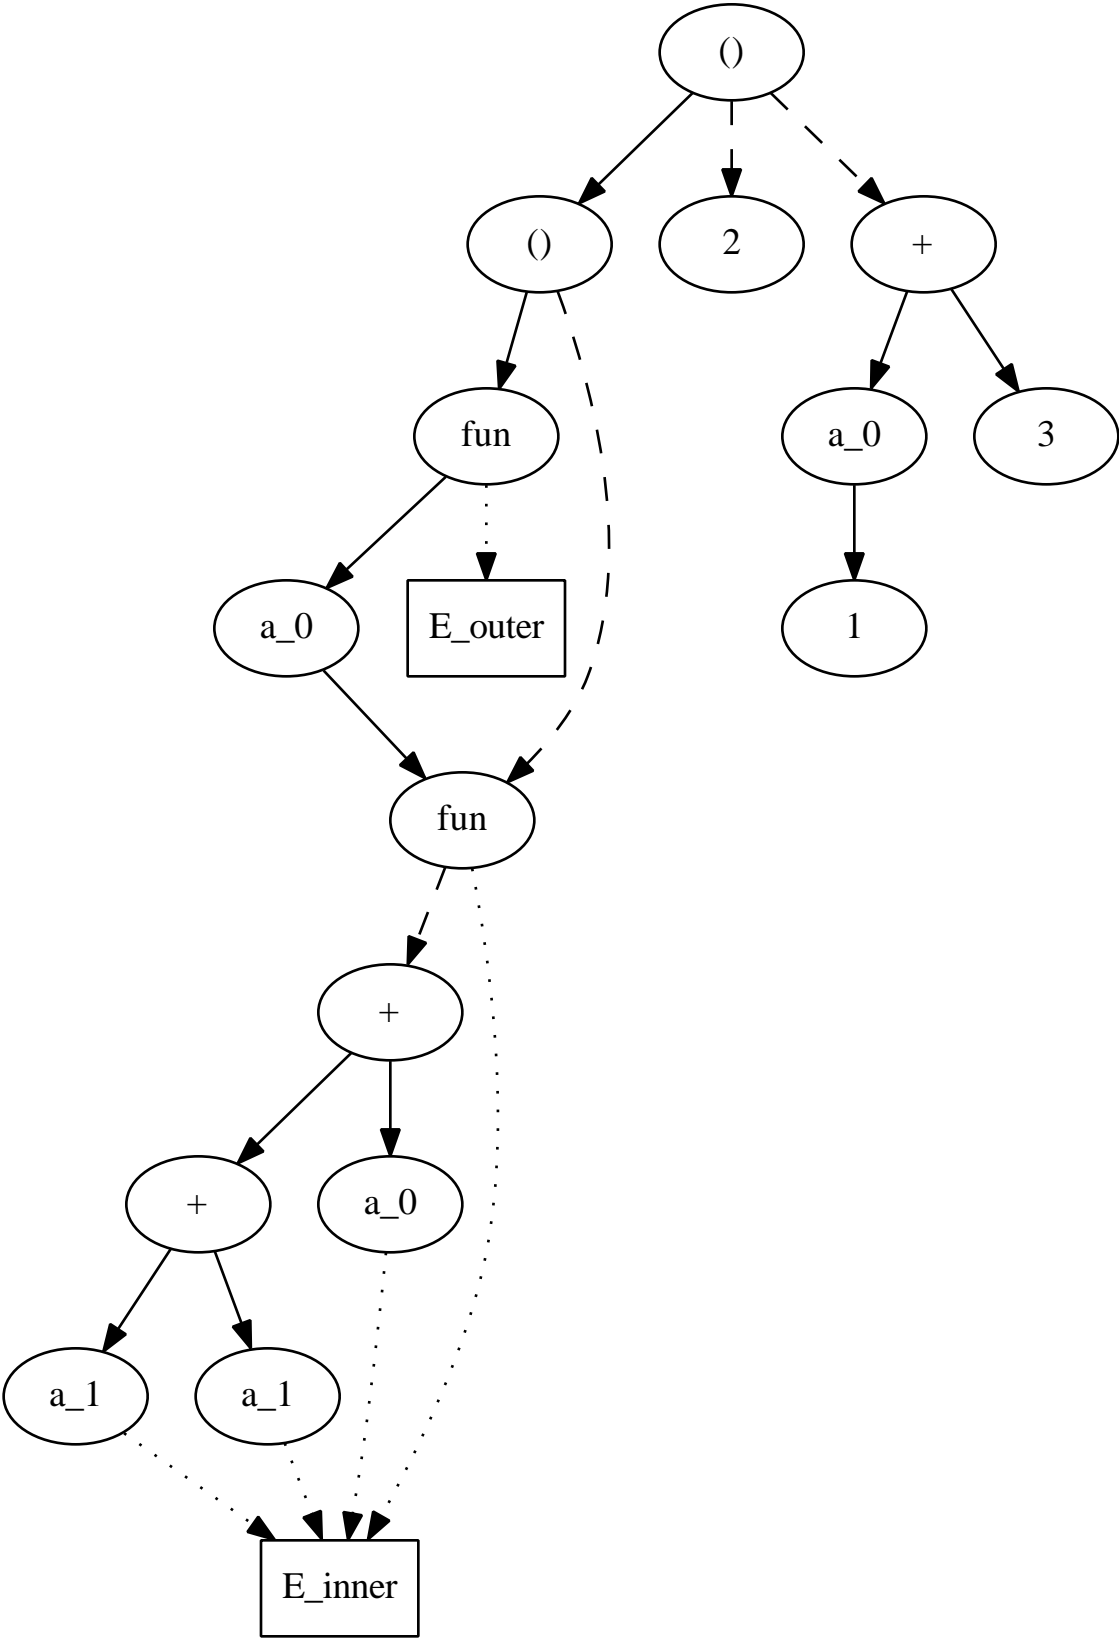 ()
() 2 +
fun a_0 3
a_0 E_outer 1
fun
+
+ a_0
a_1 a_1
E_inner